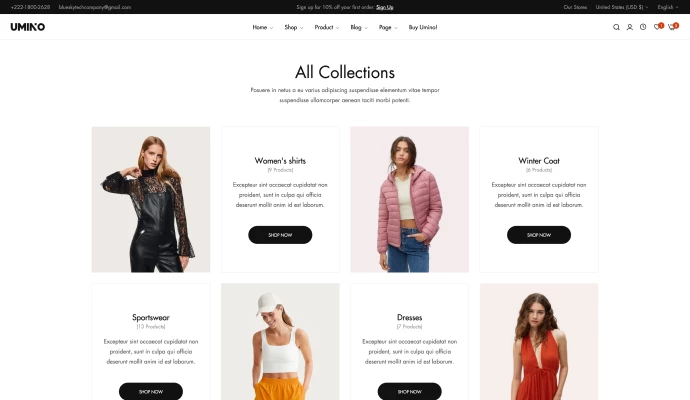 +222-1800-2628
blueskytechcompany@gmail.com
Sign up for 10% off your first order. Sign Up
Our Stores
United States (USD $)
English
UMINO
Home
Shop
Product
Blog
Page
Buy Umino!
All Collections
Posuere in netus a eu varius adipiscing suspendisse elementum vitae tempor
suspendisse ullamcorper aenean taciti morbi potenti.
Women's shirts
(9 Products)
Excepteur sint occaecat cupidatat non
proident, sunt in culpa qui officia
deserunt mollit anim id est laborum.
SHOP NOW
Winter Coat
(6 Products)
Excepteur sint occaecat cupidatat non
proident, sunt in culpa qui officia
deserunt mollit anim id est laborum.
SHOP NOW
Sportswear
(13 Products)
Excepteur sint occaecat cupidatat non
proident, sunt in culpa qui officia
deserunt mollit anim id est laborum.
SHOP NOW
Dresses
(7 Products)
Excepteur sint occaecat cupidatat non
proident, sunt in culpa qui officia
deserunt mollit anim id est laborum.
SHOP NOW